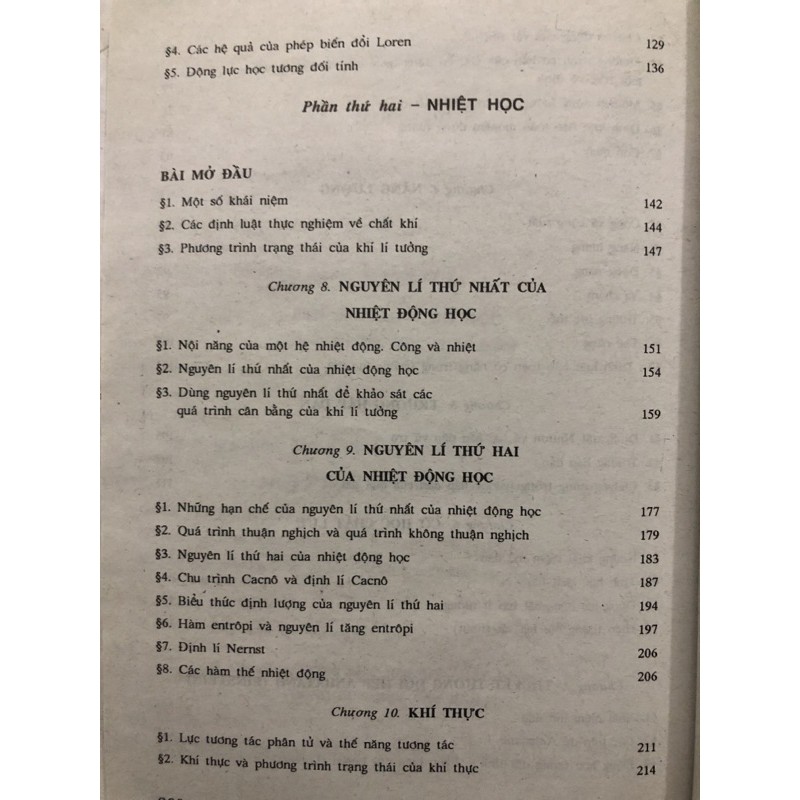 §4. Các hệ quả của phép biến đổi Loren 129
§5. Động lực học tương đối tính 136
Phần thứ hai – NHIỆT HỌC
BÀI MỞ ĐẦU
§1. Một số khái niệm 142
§2. Các định luật thực nghiệm về chất khí 144
§3. Phương trình trạng thái của khí lí tưởng 147
Chương 8. NGUYÊN LÍ THỨ NHẤT CỦA
NHIỆT ĐỘNG HỌC
§1. Nội năng của một hệ nhiệt động. Công và nhiệt 151
§2. Nguyên lí thứ nhất của nhiệt động học 154
§3. Dùng nguyên lí thứ nhất để khảo sát các
quá trình cân bằng của khí lí tưởng 159
Chương 9. NGUYÊN LÍ THỨ HAI
CỦA NHIỆT ĐỘNG HỌC
§1. Những hạn chế của nguyên lí thứ nhất của nhiệt động học 177
§2. Quá trình thuận nghịch và quá trình không thuận nghịch 179
§3. Nguyên lí thứ hai của nhiệt động học 183
§4. Chu trình Cacnô và định lí Cacnô 187
§5. Biểu thức định lượng của nguyên lí thứ hai 194
§6. Hàm entrôpi và nguyên lí tăng entrôpi 197
§7. Định lí Nernst 206
§8. Các hàm thế nhiệt động 206
Chương 10. KHÍ THỰC
§1. Lực tương tác phân tử và thế năng tương tác 211
§2. Khí thực và phương trình trạng thái của khí thực 214